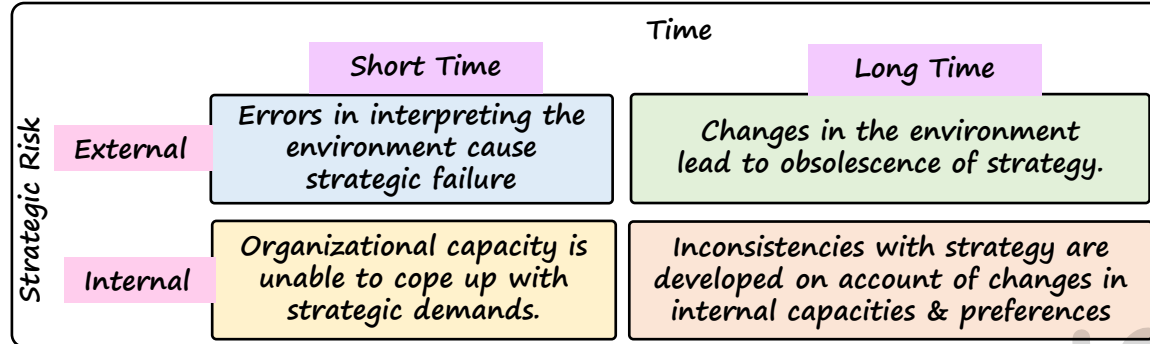 Time
Short Time
Long Time
Strategic Risk
External
Errors in interpreting the
environment cause
strategic failure
Changes in the environment
lead to obsolescence of strategy.
Internal
Organizational capacity is
unable to cope up with
strategic demands.
Inconsistencies with strategy are
developed on account of changes in
internal capacities & preferences